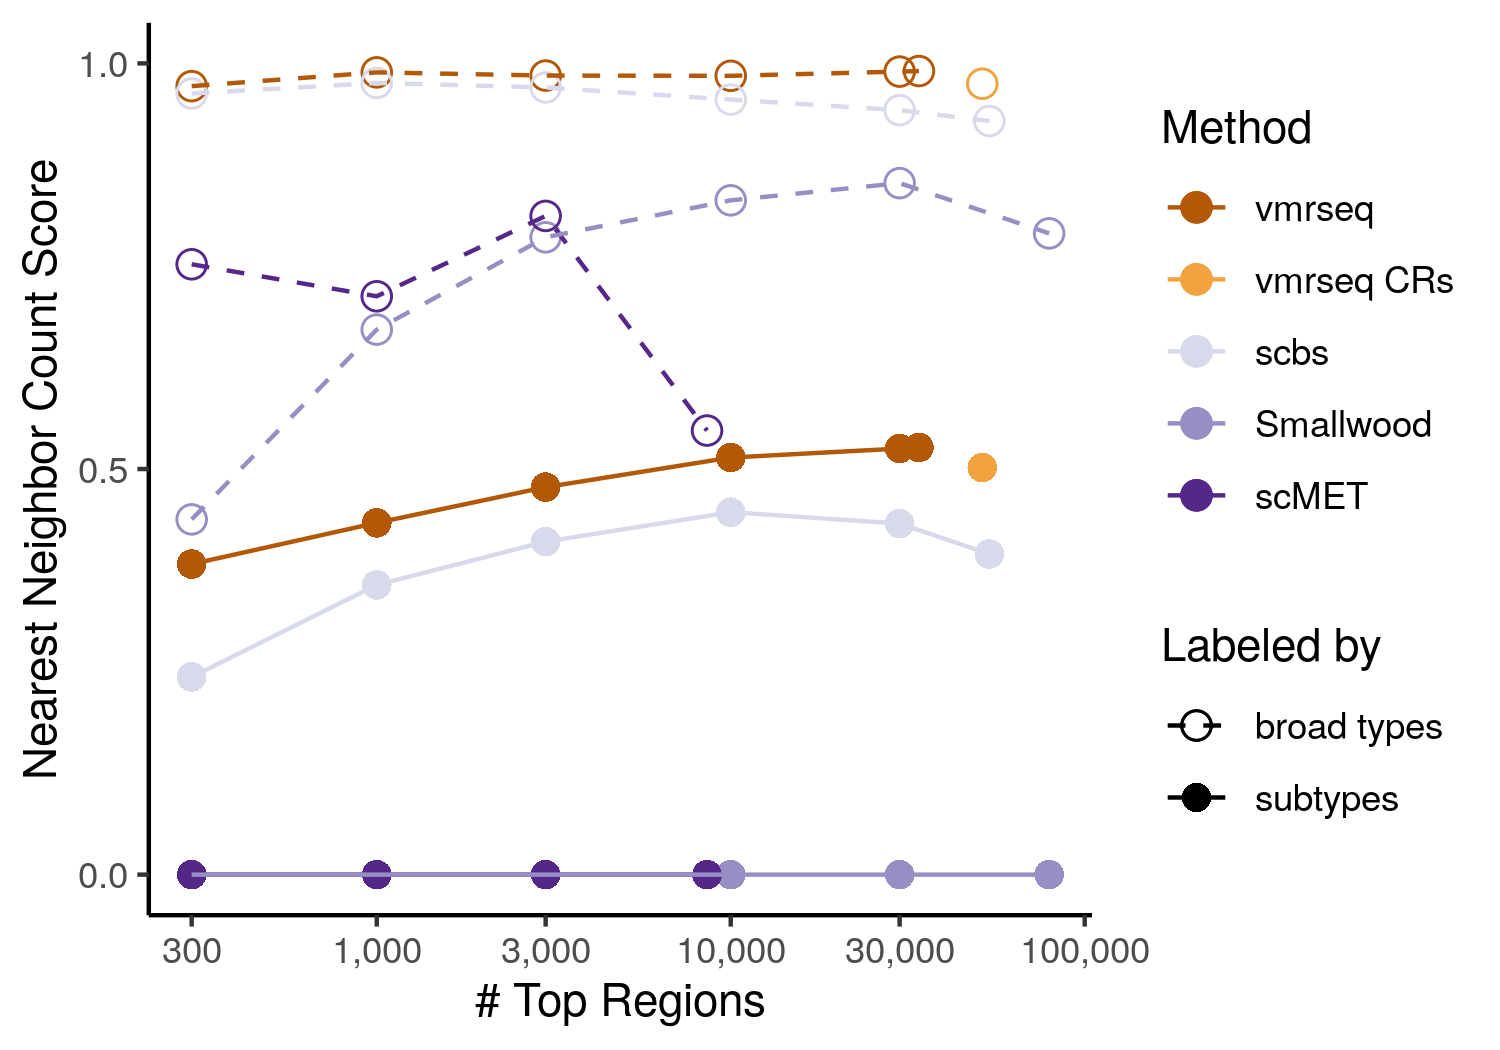 Nearest Neighbor Count Score
1.0
0.5
0.0
300 1,000 3,000 10,000 30,000 100,000
# Top Regions
Method
vmrseq
vmrseq CRs
scbs
Smallwood
scMET
Labeled by
broad types
subtypes